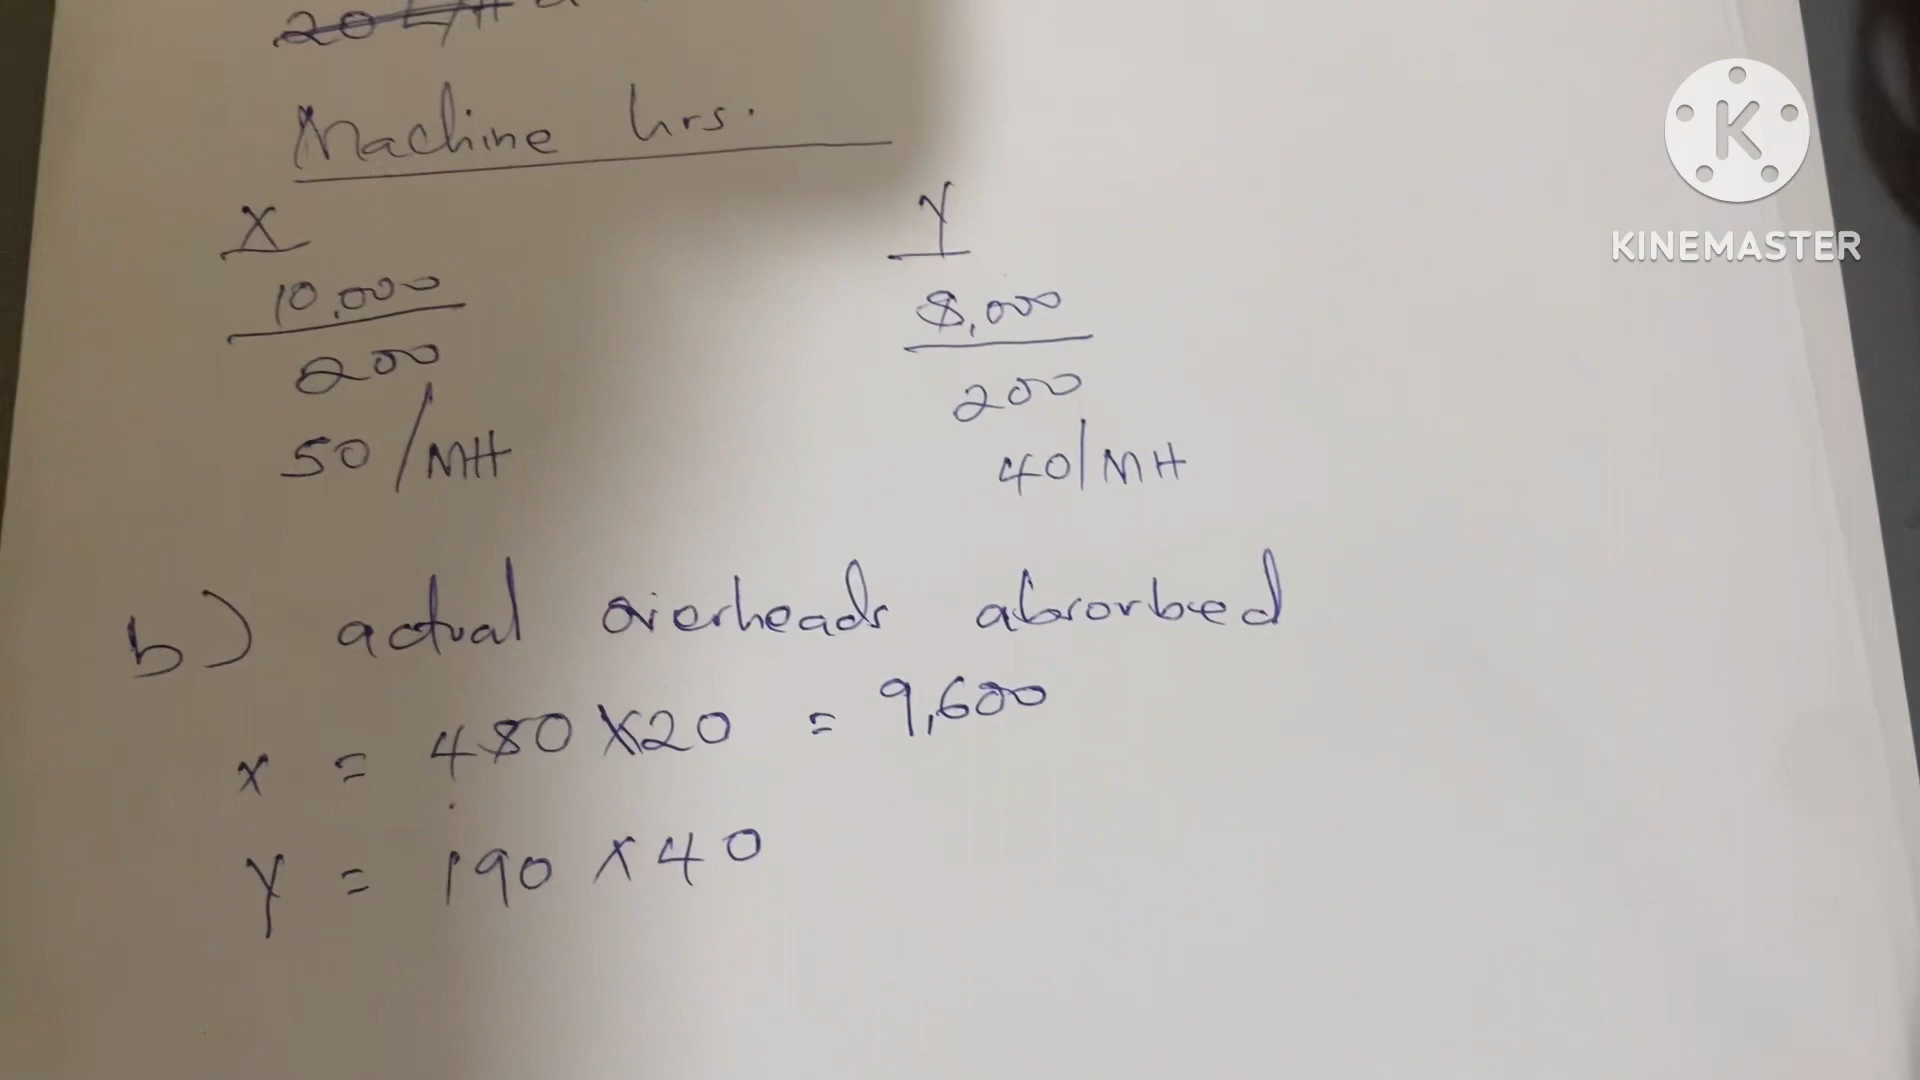 Machine hrs.
X Y
10,000 8,000
200 200
50/MH 40/MH
b) actual overheads absorbed
x = 480 X20 = 9,600
Y = 190 x 40
K
KINEMASTER